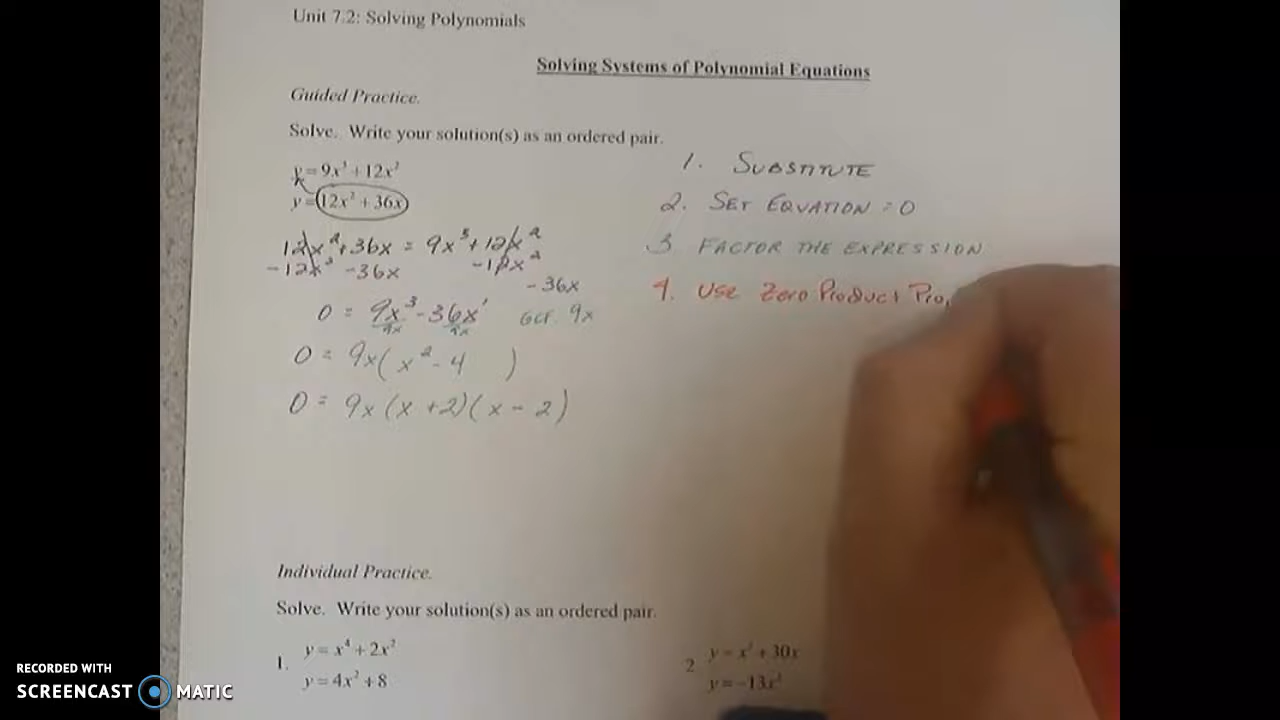 Unit 7.2: Solving Polynomials
Solving Systems of Polynomial Equations
Guided Practice.
Solve. Write your solution(s) as an ordered pair.
y = 9x³ + 12x²
y = 12x² + 36x
12x² + 36x = 9x³ + 12x²
-12x² -36x -12x²
-36x
0 = 9x³ - 36x¹ GCF 9x
9x 9x
0 = 9x(x² - 4 )
0 = 9x(x + 2)(x - 2)
1. SUBSTITUTE
2. SET EQUATION = 0
3 FACTOR THE EXPRESSION
4. Use Zero Product
Individual Practice.
Solve. Write your solution(s) as an ordered pair.
1. y = x⁴ + 2x²
y = 4x² + 8
2 y = + 30x
y =
RECORDED WITH
SCREENCAST MATIC